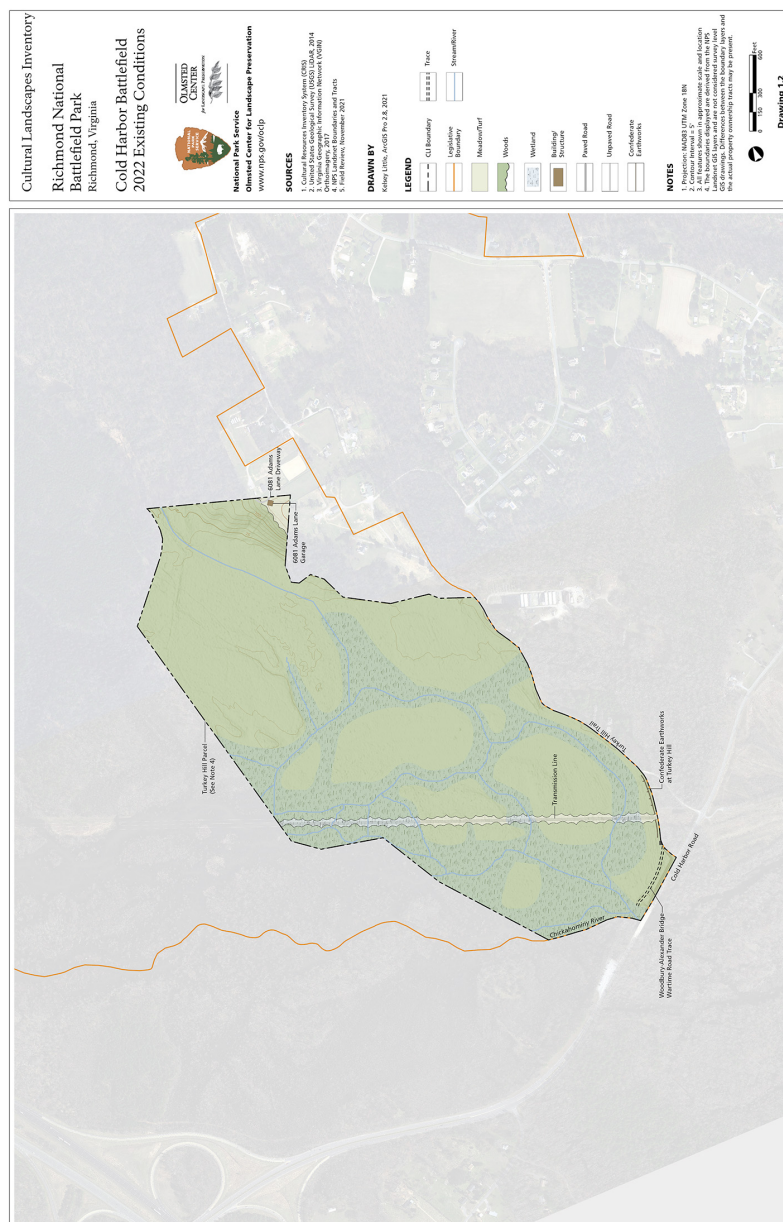 Cultural Landscapes Inventory
Richmond National
Battlefield Park
Richmond, Virginia
Cold Harbor Battlefield
2022 Existing Conditions
NATIONAL
PARK
SERVICE
OLMSTED
CENTER
for LANDSCAPE PRESERVATION
National Park Service
Olmsted Center for Landscape Preservation
www.nps.gov/oclp
SOURCES
1. Cultural Resources Inventory System (CRIS)
2. United States Geological Survey (USGS) LiDAR, 2014
3. Virginia Geographic Information Network (VGIN)
Orthoimagery, 2017
4. NPS Landsnet Boundaries and Tracts
5. Field Review, November 2021
DRAWN BY
Kelsey Little, ArcGIS Pro 2.8, 2021
LEGEND
CLI Boundary
Legislative
Boundary
Meadow/Turf
Woods
Wetland
Building/
Structure
Paved Road
Unpaved Road
Confederate
Earthworks
Trace
Stream/River
NOTES
1. Projection: NAD83 UTM Zone 18N
2. Contour Interval = 5'
3. All features shown in approximate scale and location
4. The boundaries displayed are derived from the NPS
Landsnet GIS layers and are not considered survey level
GIS drawings. Differences between the boundary layers and
the actual property ownership tracts may be present.
0 150 300 600
Feet
Drawing 1.2
6081 Adams
Lane Driveway
6081 Adams Lane
Garage
Turkey Hill Parcel
(See Note 4)
Transmission Line
Turkey Hill Trail
Confederate Earthworks
at Turkey Hill
Cold Harbor Road
Chickahominy River
Woodbury-Alexander Bridge
Wartime Road Trace